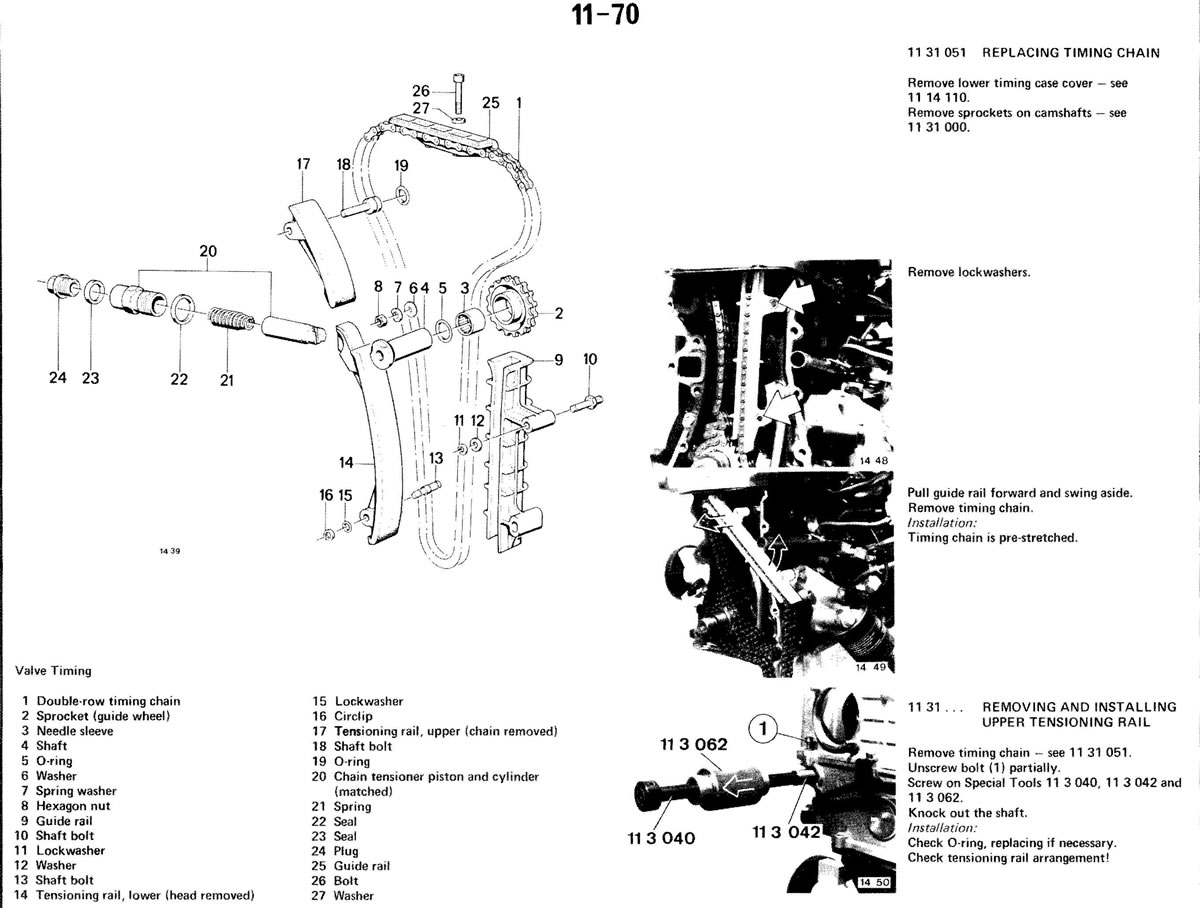 11-70
26
27
25
1
17
18
19
20
8
7
6
4
5
3
2
24
23
22
21
9
10
11
12
14
13
16
15
14 39
Valve Timing
1 Double-row timing chain
2 Sprocket (guide wheel)
3 Needle sleeve
4 Shaft
5 O-ring
6 Washer
7 Spring washer
8 Hexagon nut
9 Guide rail
10 Shaft bolt
11 Lockwasher
12 Washer
13 Shaft bolt
14 Tensioning rail, lower (head removed)
15 Lockwasher
16 Circlip
17 Tensioning rail, upper (chain removed)
18 Shaft bolt
19 O-ring
20 Chain tensioner piston and cylinder
(matched)
21 Spring
22 Seal
23 Seal
24 Plug
25 Guide rail
26 Bolt
27 Washer
11 31 051 REPLACING TIMING CHAIN
Remove lower timing case cover — see
11 14 110.
Remove sprockets on camshafts — see
11 31 000.
Remove lockwashers.
14 48
Pull guide rail forward and swing aside.
Remove timing chain.
Installation:
Timing chain is pre-stretched.
14 49
11 31 . . . REMOVING AND INSTALLING
UPPER TENSIONING RAIL
Remove timing chain — see 11 31 051.
Unscrew bolt (1) partially.
Screw on Special Tools 11 3 040, 11 3 042 and
11 3 062.
Knock out the shaft.
Installation:
Check O-ring, replacing if necessary.
Check tensioning rail arrangement!
1
11 3 062
11 3 040
11 3 042
14 50